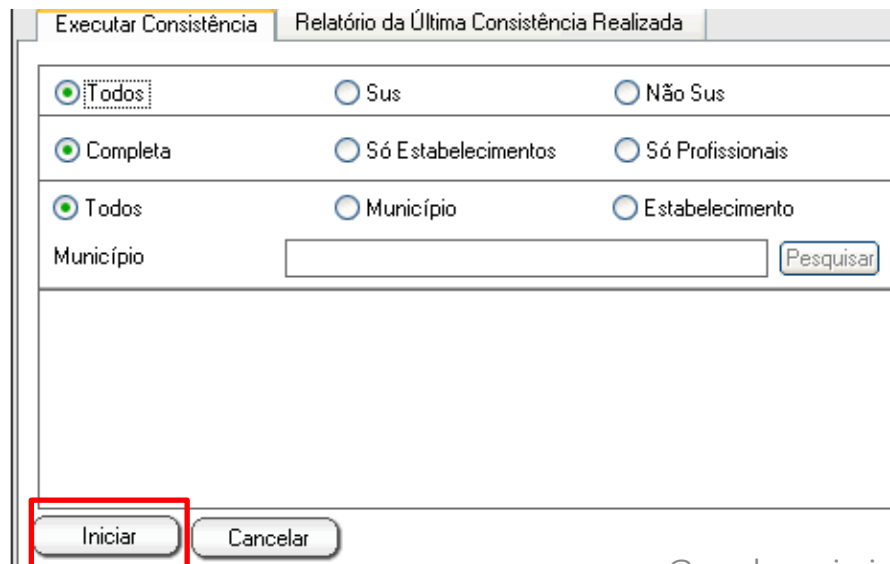 Executar Consistência Relatório da Última Consistência Realizada
Todos Sus Não Sus
Completa Só Estabelecimentos Só Profissionais
Todos Município Estabelecimento
Município Pesquisar
Iniciar Cancelar